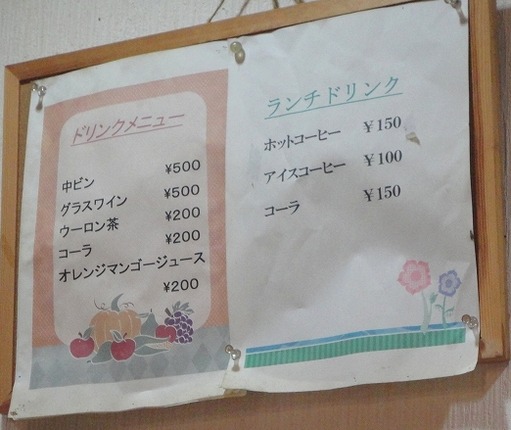 ドリンクメニュー
中ビン ¥500
グラスワイン ¥500
ウーロン茶 ¥200
コーラ ¥200
オレンジマンゴージュース
¥200
ランチドリンク
ホットコーヒー ¥150
アイスコーヒー ¥100
コーラ ¥150